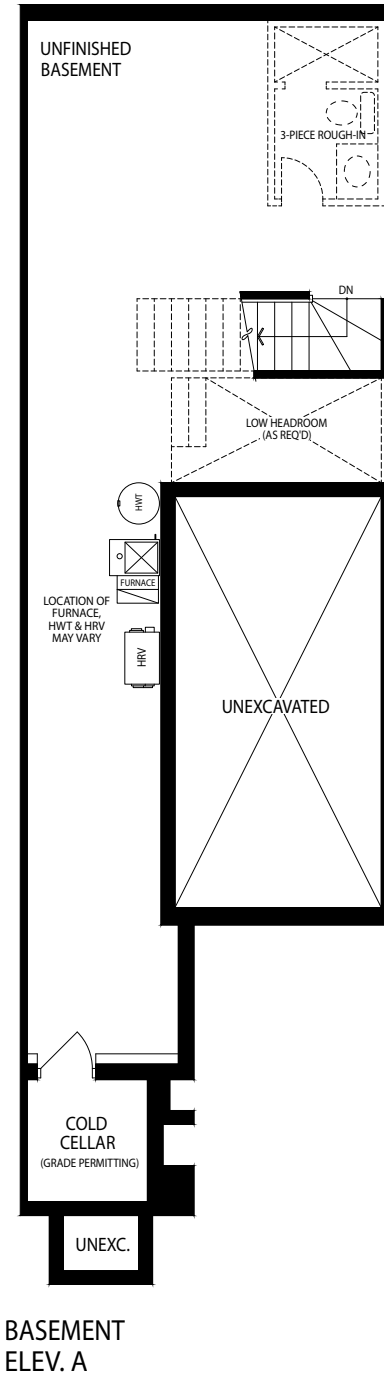 UNFINISHED
BASEMENT
3-PIECE ROUGH-IN
DN
LOW HEADROOM
(AS REQ'D)
HWT
FURNACE
LOCATION OF
FURNACE,
HWT & HRV
MAY VARY
HRV
UNEXCAVATED
COLD
CELLAR
(GRADE PERMITTING)
UNEXC.
BASEMENT
ELEV. A